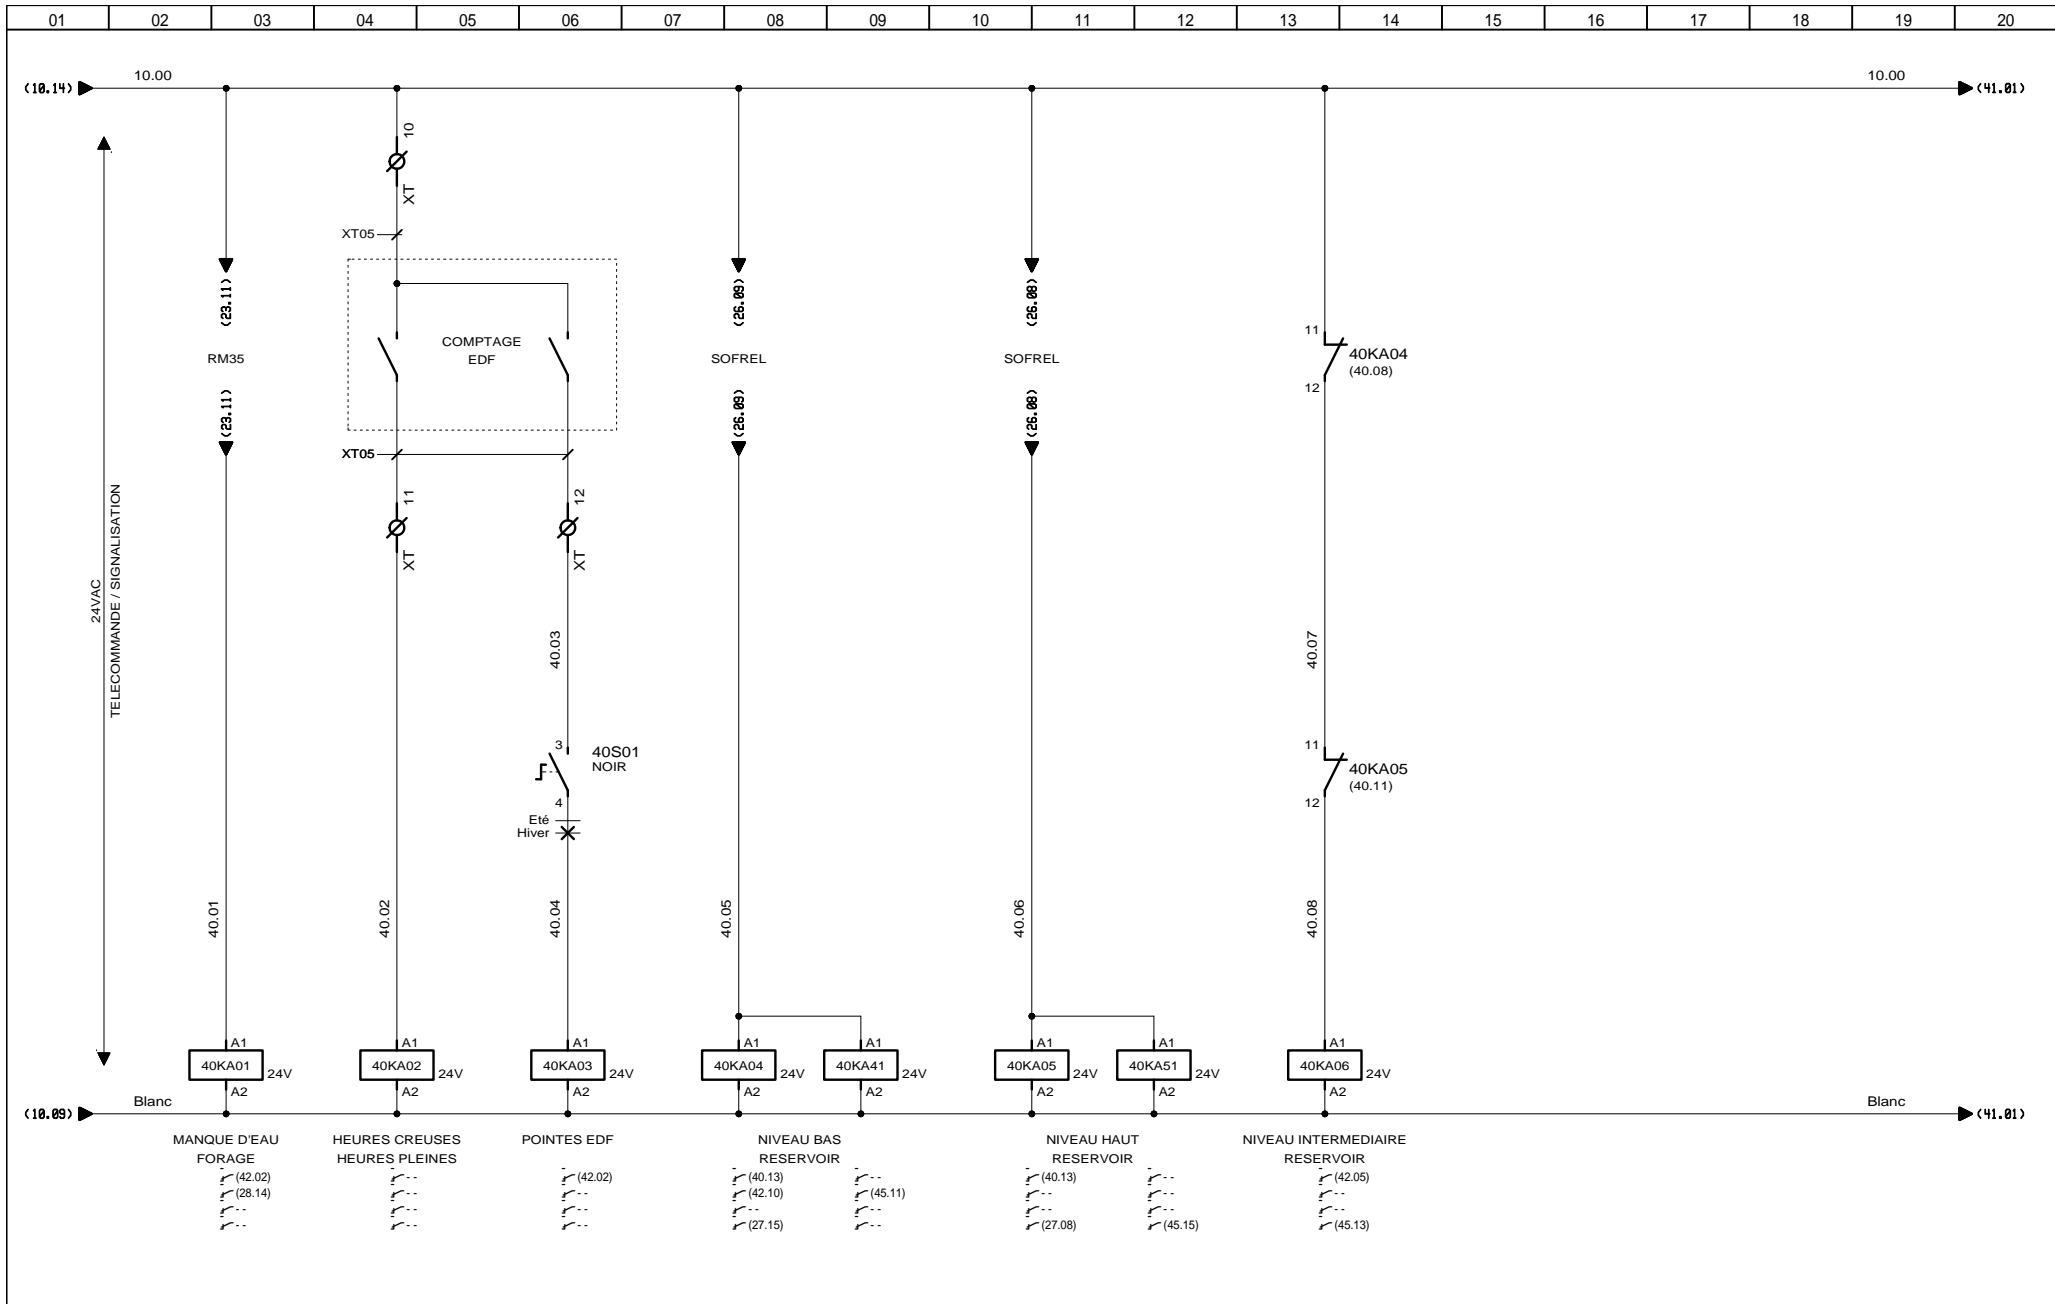 01 02 03 04 05 06 07 08 09 10 11 12 13 14 15 16 17 18 19 20
10.00 10.00
(10.14) (41.01)
10
XT
XT05
(23.11) (26.09) (26.08)
COMPTAGE
EDF
RM35 SOFREL SOFREL
11
40KA04
(40.08)
12
(23.11) (26.09) (26.08)
XT05
11 12
XT XT
24VAC
TELECOMMANDE / SIGNALISATION
40.03 40.07
3
40S01
NOIR
4
Eté
Hiver
11
40KA05
(40.11)
12
40.01 40.02 40.04 40.05 40.06 40.08
A1 A1 A1 A1 A1 A1 A1 A1
40KA01 24V 40KA02 24V 40KA03 24V 40KA04 24V 40KA41 24V 40KA05 24V 40KA51 24V 40KA06 24V
A2 A2 A2 A2 A2 A2 A2 A2
Blanc Blanc
(10.09) (41.01)
MANQUE D'EAU
FORAGE
(42.02)
(28.14)
--
--
HEURES CREUSES
HEURES PLEINES
--
--
--
--
POINTES EDF
(42.02)
--
--
--
NIVEAU BAS
RESERVOIR
(40.13) --
(42.10) (45.11)
-- --
(27.15) --
NIVEAU HAUT
RESERVOIR
(40.13) --
-- --
-- --
(27.08) (45.15)
NIVEAU INTERMEDIAIRE
RESERVOIR
(42.05)
--
--
(45.13)